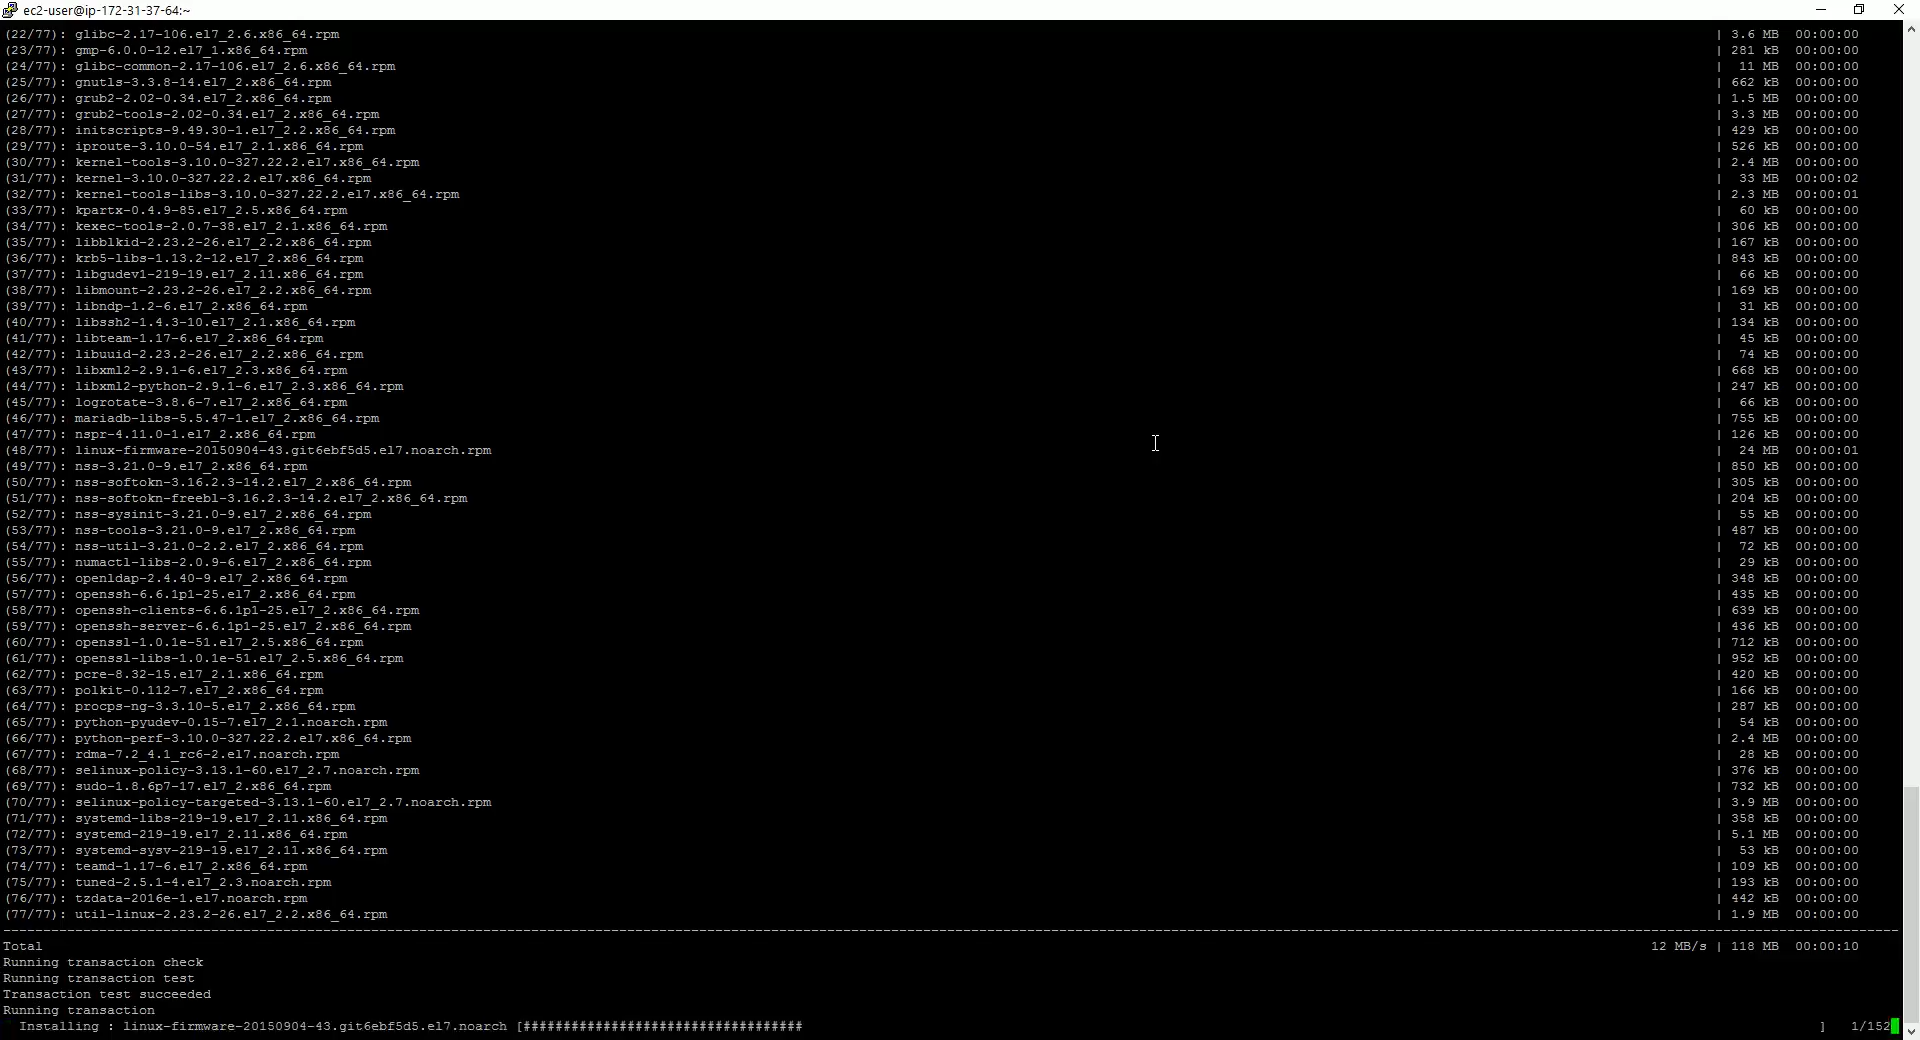 ec2-user@ip-172-31-37-64:~
(22/77): glibc-2.17-106.el7_2.6.x86_64.rpm | 3.6 MB 00:00:00
(23/77): gmp-6.0.0-12.el7_1.x86_64.rpm | 281 kB 00:00:00
(24/77): glibc-common-2.17-106.el7_2.6.x86_64.rpm | 11 MB 00:00:00
(25/77): gnutls-3.3.8-14.el7_2.x86_64.rpm | 662 kB 00:00:00
(26/77): grub2-2.02-0.34.el7_2.x86_64.rpm | 1.5 MB 00:00:00
(27/77): grub2-tools-2.02-0.34.el7_2.x86_64.rpm | 3.3 MB 00:00:00
(28/77): initscripts-9.49.30-1.el7_2.2.x86_64.rpm | 429 kB 00:00:00
(29/77): iproute-3.10.0-54.el7_2.1.x86_64.rpm | 526 kB 00:00:00
(30/77): kernel-tools-3.10.0-327.22.2.el7.x86_64.rpm | 2.4 MB 00:00:00
(31/77): kernel-3.10.0-327.22.2.el7.x86_64.rpm | 33 MB 00:00:02
(32/77): kernel-tools-libs-3.10.0-327.22.2.el7.x86_64.rpm | 2.3 MB 00:00:01
(33/77): kpartx-0.4.9-85.el7_2.5.x86_64.rpm | 60 kB 00:00:00
(34/77): kexec-tools-2.0.7-38.el7_2.1.x86_64.rpm | 306 kB 00:00:00
(35/77): libblkid-2.23.2-26.el7_2.2.x86_64.rpm | 167 kB 00:00:00
(36/77): krb5-libs-1.13.2-12.el7_2.x86_64.rpm | 843 kB 00:00:00
(37/77): libgudev1-219-19.el7_2.11.x86_64.rpm | 66 kB 00:00:00
(38/77): libmount-2.23.2-26.el7_2.2.x86_64.rpm | 169 kB 00:00:00
(39/77): libndp-1.2-6.el7_2.x86_64.rpm | 31 kB 00:00:00
(40/77): libssh2-1.4.3-10.el7_2.1.x86_64.rpm | 134 kB 00:00:00
(41/77): libteam-1.17-6.el7_2.x86_64.rpm | 45 kB 00:00:00
(42/77): libuuid-2.23.2-26.el7_2.2.x86_64.rpm | 74 kB 00:00:00
(43/77): libxml2-2.9.1-6.el7_2.3.x86_64.rpm | 668 kB 00:00:00
(44/77): libxml2-python-2.9.1-6.el7_2.3.x86_64.rpm | 247 kB 00:00:00
(45/77): logrotate-3.8.6-7.el7_2.x86_64.rpm | 66 kB 00:00:00
(46/77): mariadb-libs-5.5.47-1.el7_2.x86_64.rpm | 755 kB 00:00:00
(47/77): nspr-4.11.0-1.el7_2.x86_64.rpm | 126 kB 00:00:00
(48/77): linux-firmware-20150904-43.git6ebf5d5.el7.noarch.rpm | 24 MB 00:00:01
(49/77): nss-3.21.0-9.el7_2.x86_64.rpm | 850 kB 00:00:00
(50/77): nss-softokn-3.16.2.3-14.2.el7_2.x86_64.rpm | 305 kB 00:00:00
(51/77): nss-softokn-freebl-3.16.2.3-14.2.el7_2.x86_64.rpm | 204 kB 00:00:00
(52/77): nss-sysinit-3.21.0-9.el7_2.x86_64.rpm | 55 kB 00:00:00
(53/77): nss-tools-3.21.0-9.el7_2.x86_64.rpm | 487 kB 00:00:00
(54/77): nss-util-3.21.0-2.2.el7_2.x86_64.rpm | 72 kB 00:00:00
(55/77): numactl-libs-2.0.9-6.el7_2.x86_64.rpm | 29 kB 00:00:00
(56/77): openldap-2.4.40-9.el7_2.x86_64.rpm | 348 kB 00:00:00
(57/77): openssh-6.6.1p1-25.el7_2.x86_64.rpm | 435 kB 00:00:00
(58/77): openssh-clients-6.6.1p1-25.el7_2.x86_64.rpm | 639 kB 00:00:00
(59/77): openssh-server-6.6.1p1-25.el7_2.x86_64.rpm | 436 kB 00:00:00
(60/77): openssl-1.0.1e-51.el7_2.5.x86_64.rpm | 712 kB 00:00:00
(61/77): openssl-libs-1.0.1e-51.el7_2.5.x86_64.rpm | 952 kB 00:00:00
(62/77): pcre-8.32-15.el7_2.1.x86_64.rpm | 420 kB 00:00:00
(63/77): polkit-0.112-7.el7_2.x86_64.rpm | 166 kB 00:00:00
(64/77): procps-ng-3.3.10-5.el7_2.x86_64.rpm | 287 kB 00:00:00
(65/77): python-pyudev-0.15-7.el7_2.1.noarch.rpm | 54 kB 00:00:00
(66/77): python-perf-3.10.0-327.22.2.el7.x86_64.rpm | 2.4 MB 00:00:00
(67/77): rdma-7.2_4.1_rc6-2.el7.noarch.rpm | 28 kB 00:00:00
(68/77): selinux-policy-3.13.1-60.el7_2.7.noarch.rpm | 376 kB 00:00:00
(69/77): sudo-1.8.6p7-17.el7_2.x86_64.rpm | 732 kB 00:00:00
(70/77): selinux-policy-targeted-3.13.1-60.el7_2.7.noarch.rpm | 3.9 MB 00:00:00
(71/77): systemd-libs-219-19.el7_2.11.x86_64.rpm | 358 kB 00:00:00
(72/77): systemd-219-19.el7_2.11.x86_64.rpm | 5.1 MB 00:00:00
(73/77): systemd-sysv-219-19.el7_2.11.x86_64.rpm | 53 kB 00:00:00
(74/77): teamd-1.17-6.el7_2.x86_64.rpm | 109 kB 00:00:00
(75/77): tuned-2.5.1-4.el7_2.3.noarch.rpm | 193 kB 00:00:00
(76/77): tzdata-2016e-1.el7.noarch.rpm | 442 kB 00:00:00
(77/77): util-linux-2.23.2-26.el7_2.2.x86_64.rpm | 1.9 MB 00:00:00
Total 12 MB/s | 118 MB 00:00:10
Running transaction check
Running transaction test
Transaction test succeeded
Running transaction
Installing : linux-firmware-20150904-43.git6ebf5d5.el7.noarch [################################### ] 1/152